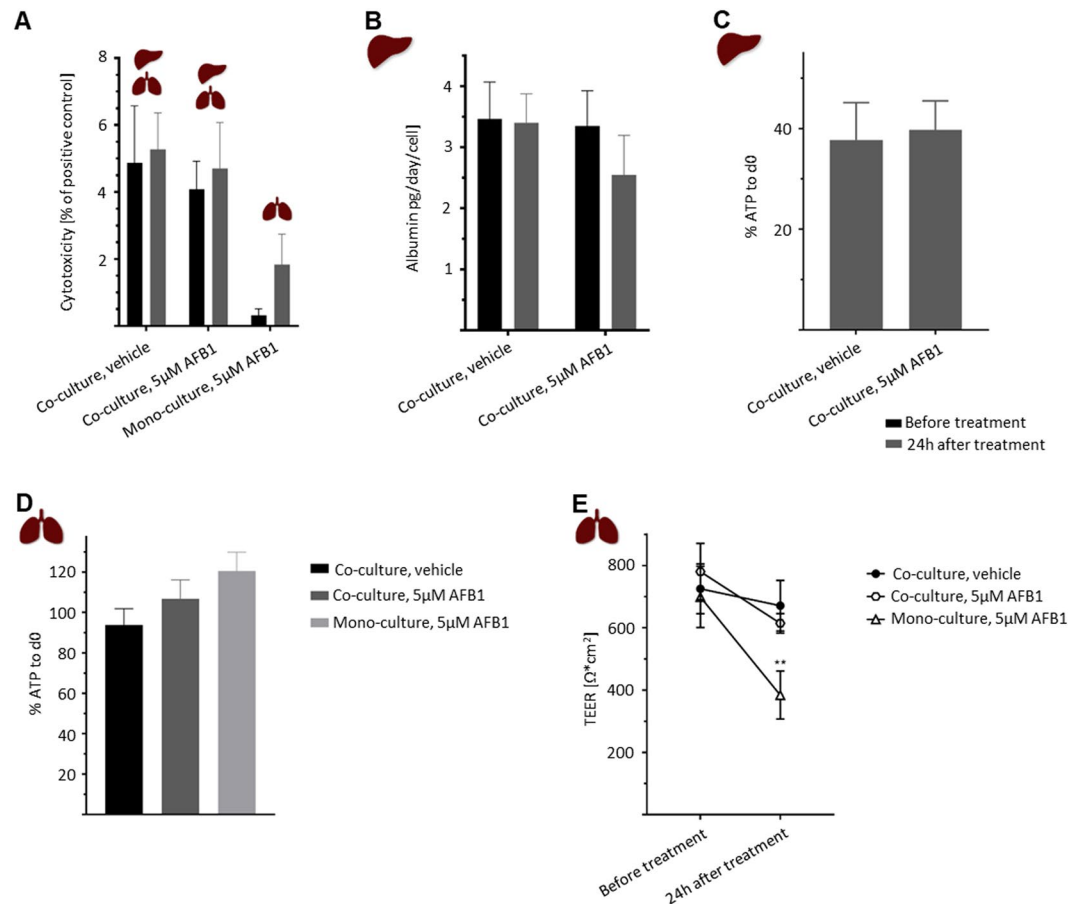 A
Cytotoxicity [% of positive control]
8
6
4
2
Co-culture, vehicle
Co-culture, 5µM AFB1
Mono-culture, 5µM AFB1
B
Albumin pg/day/cell]
4
3
2
1
Co-culture, vehicle
Co-culture, 5µM AFB1
C
% ATP to d0
40
20
Co-culture, vehicle
Co-culture, 5µM AFB1
Before treatment
24h after treatment
D
% ATP to d0
120
100
80
60
40
20
Co-culture, vehicle
Co-culture, 5µM AFB1
Mono-culture, 5µM AFB1
E
TEER [Ω*cm²]
800
600
400
200
**
Before treatment
24h after treatment
Co-culture, vehicle
Co-culture, 5µM AFB1
Mono-culture, 5µM AFB1